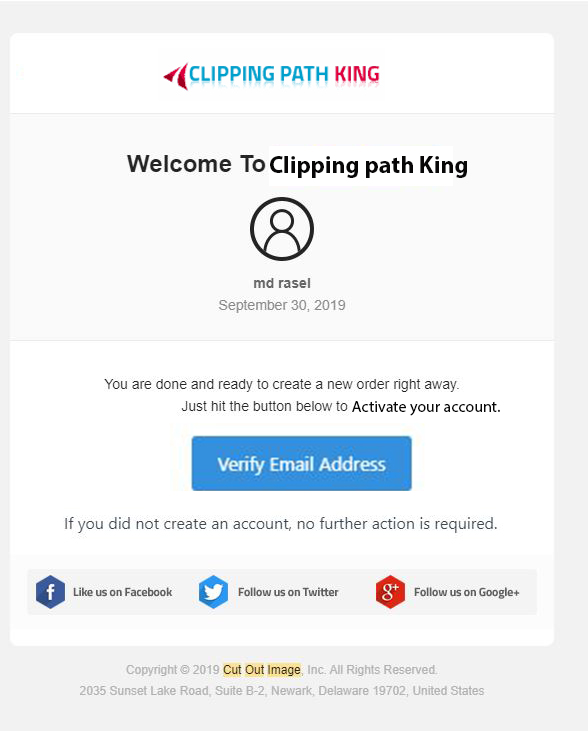 CLIPPING PATH KING
Welcome To Clipping path King
md rasel
September 30, 2019
You are done and ready to create a new order right away.
Just hit the button below to Activate your account.
Verify Email Address
If you did not create an account, no further action is required.
f Like us on Facebook Follow us on Twitter g+ Follow us on Google+
Copyright © 2019 Cut Out Image, Inc. All Rights Reserved.
2035 Sunset Lake Road, Suite B-2, Newark, Delaware 19702, United States